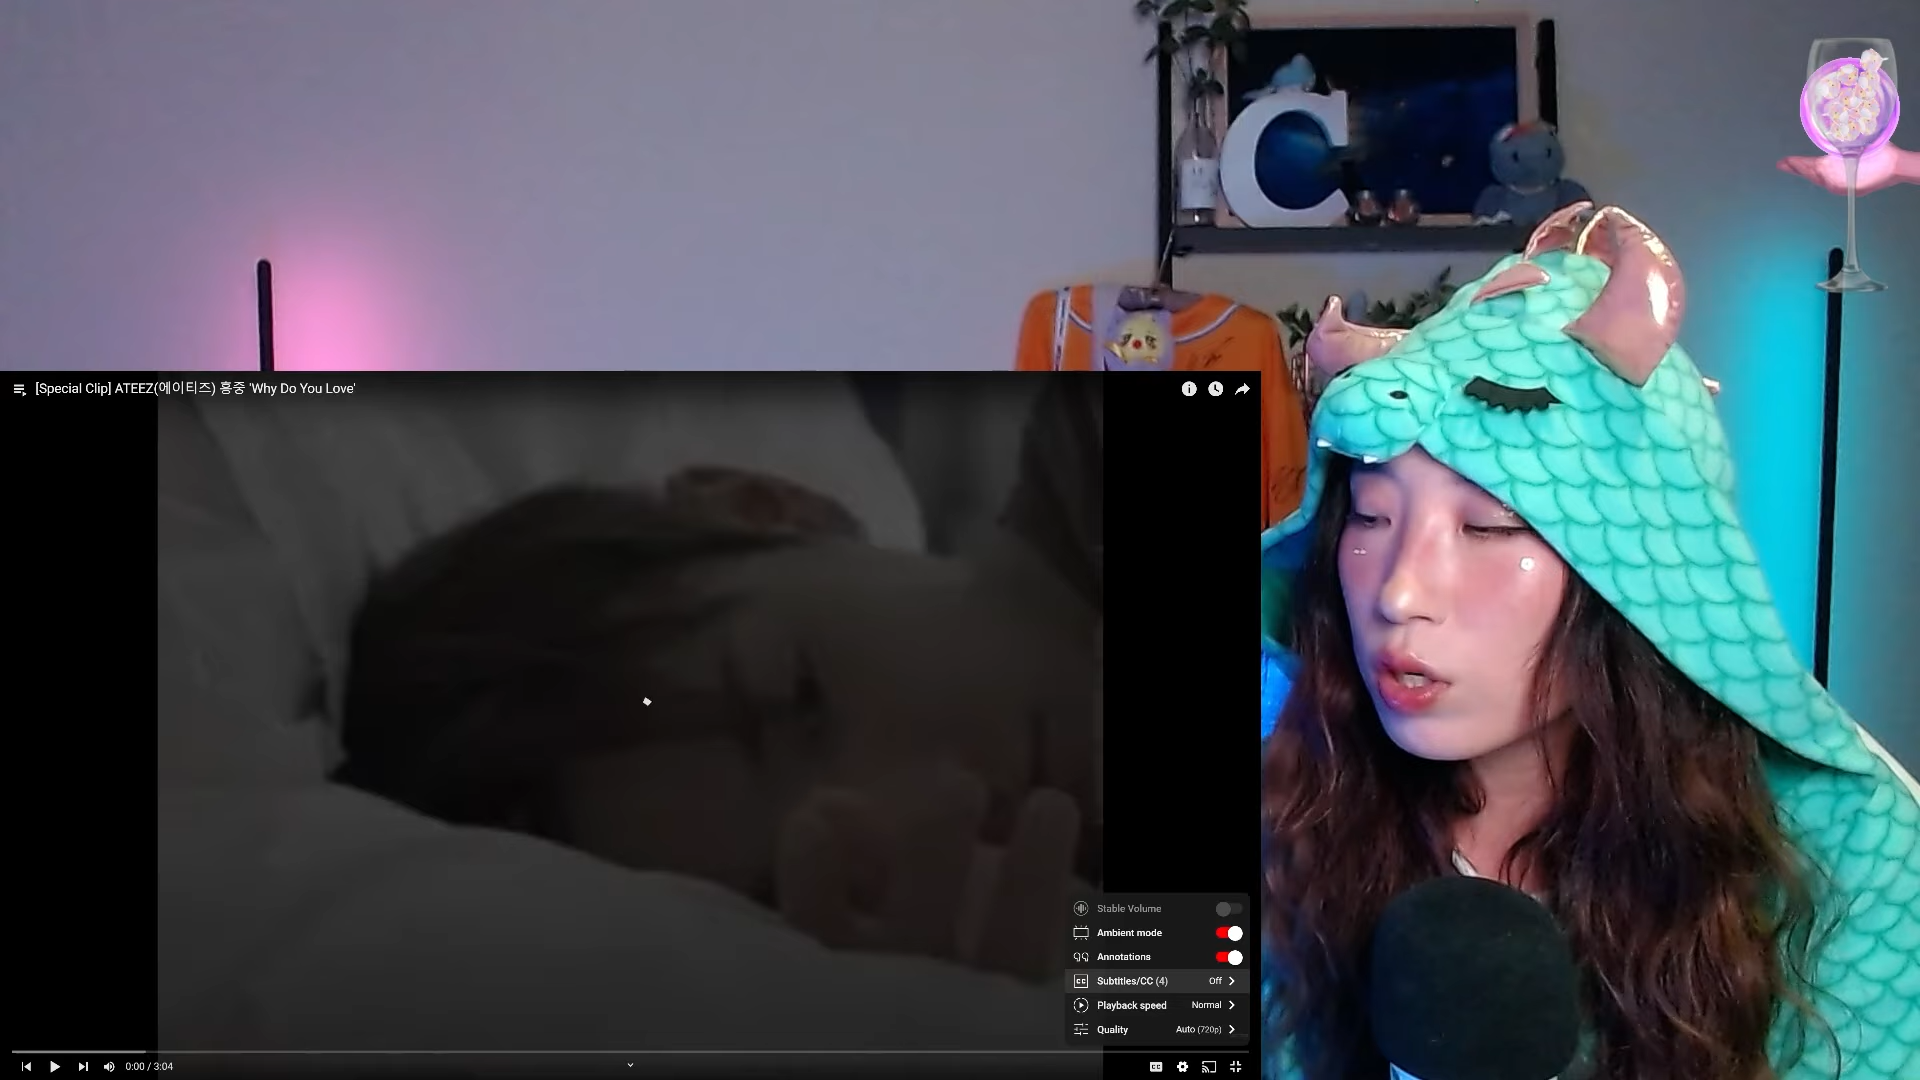 [Special Clip] ATEEZ(에이티즈) 홍중 'Why Do You Love'
C
Stable Volume
Ambient mode
Annotations
Subtitles/CC (4) Off
Playback speed Normal
Quality Auto (720p)
0:00 / 3:04